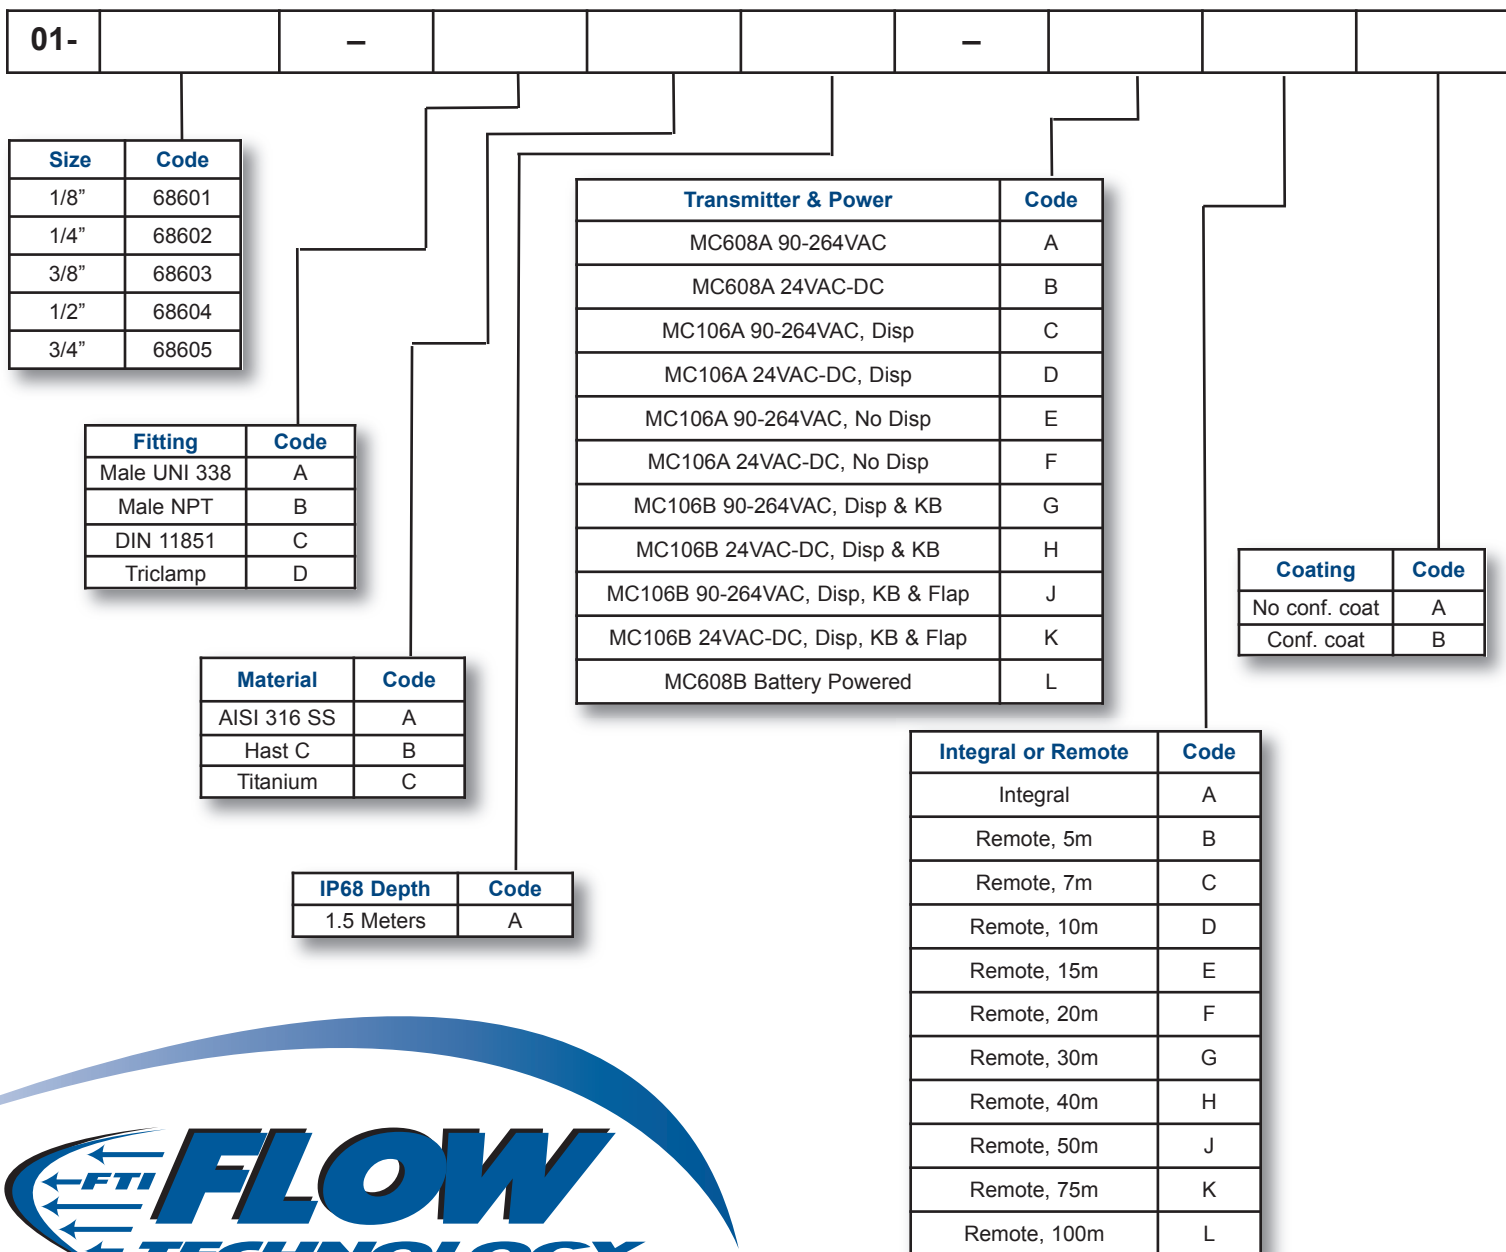 01- – –
Size Code
1/8” 68601
1/4” 68602
3/8” 68603
1/2” 68604
3/4” 68605
Fitting Code
Male UNI 338 A
Male NPT B
DIN 11851 C
Triclamp D
Material Code
AISI 316 SS A
Hast C B
Titanium C
IP68 Depth Code
1.5 Meters A
Transmitter & Power Code
MC608A 90-264VAC A
MC608A 24VAC-DC B
MC106A 90-264VAC, Disp C
MC106A 24VAC-DC, Disp D
MC106A 90-264VAC, No Disp E
MC106A 24VAC-DC, No Disp F
MC106B 90-264VAC, Disp & KB G
MC106B 24VAC-DC, Disp & KB H
MC106B 90-264VAC, Disp, KB & Flap J
MC106B 24VAC-DC, Disp, KB & Flap K
MC608B Battery Powered L
Integral or Remote Code
Integral A
Remote, 5m B
Remote, 7m C
Remote, 10m D
Remote, 15m E
Remote, 20m F
Remote, 30m G
Remote, 40m H
Remote, 50m J
Remote, 75m K
Remote, 100m L
Coating Code
No conf. coat A
Conf. coat B
FTI FLOW
TECHNOLOGY